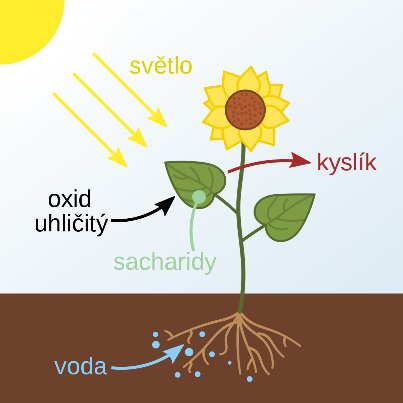 světlo
kyslík
oxid
uhličitý
sacharidy
voda